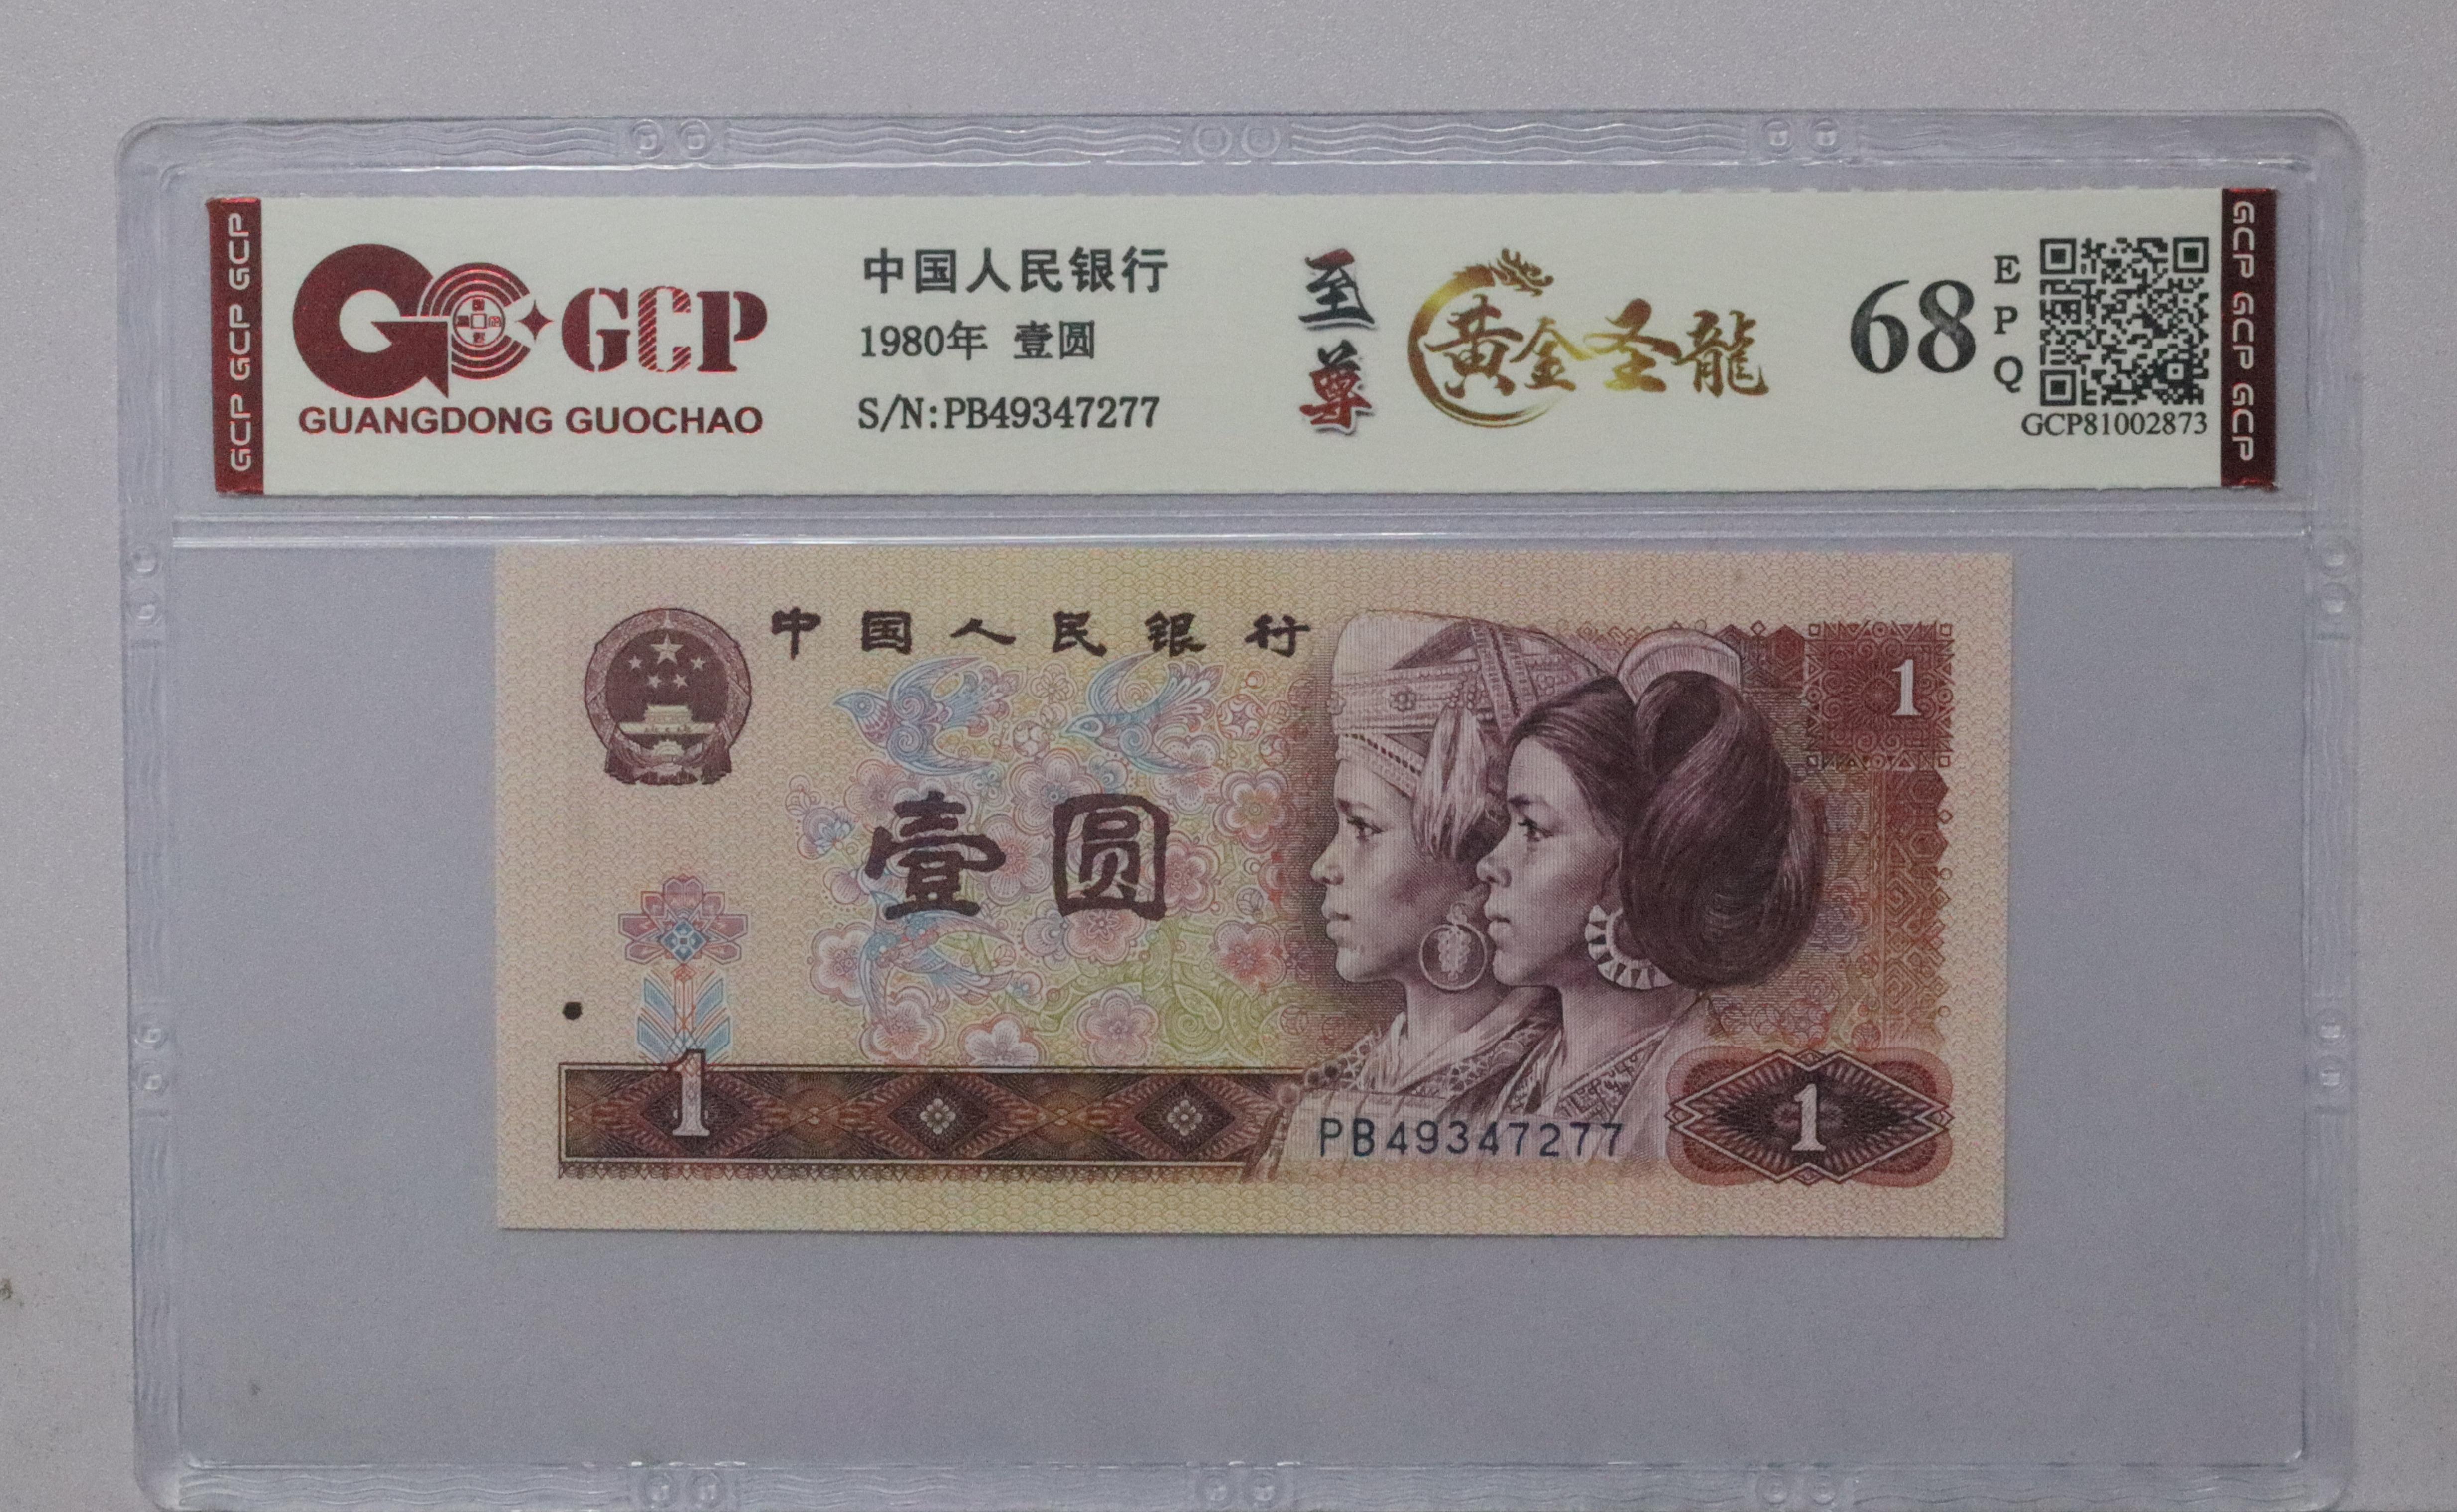 GCP GCP GCP
GCP
GUANGDONG GUOCHAO
中国人民银行
1980年 壹圆
S/N:PB49347277
至尊
黄金圣龍
68
EPQ
GCP81002873
GCP GCP GCP
中国人民银行
1
壹圆
1
PB49347277
1